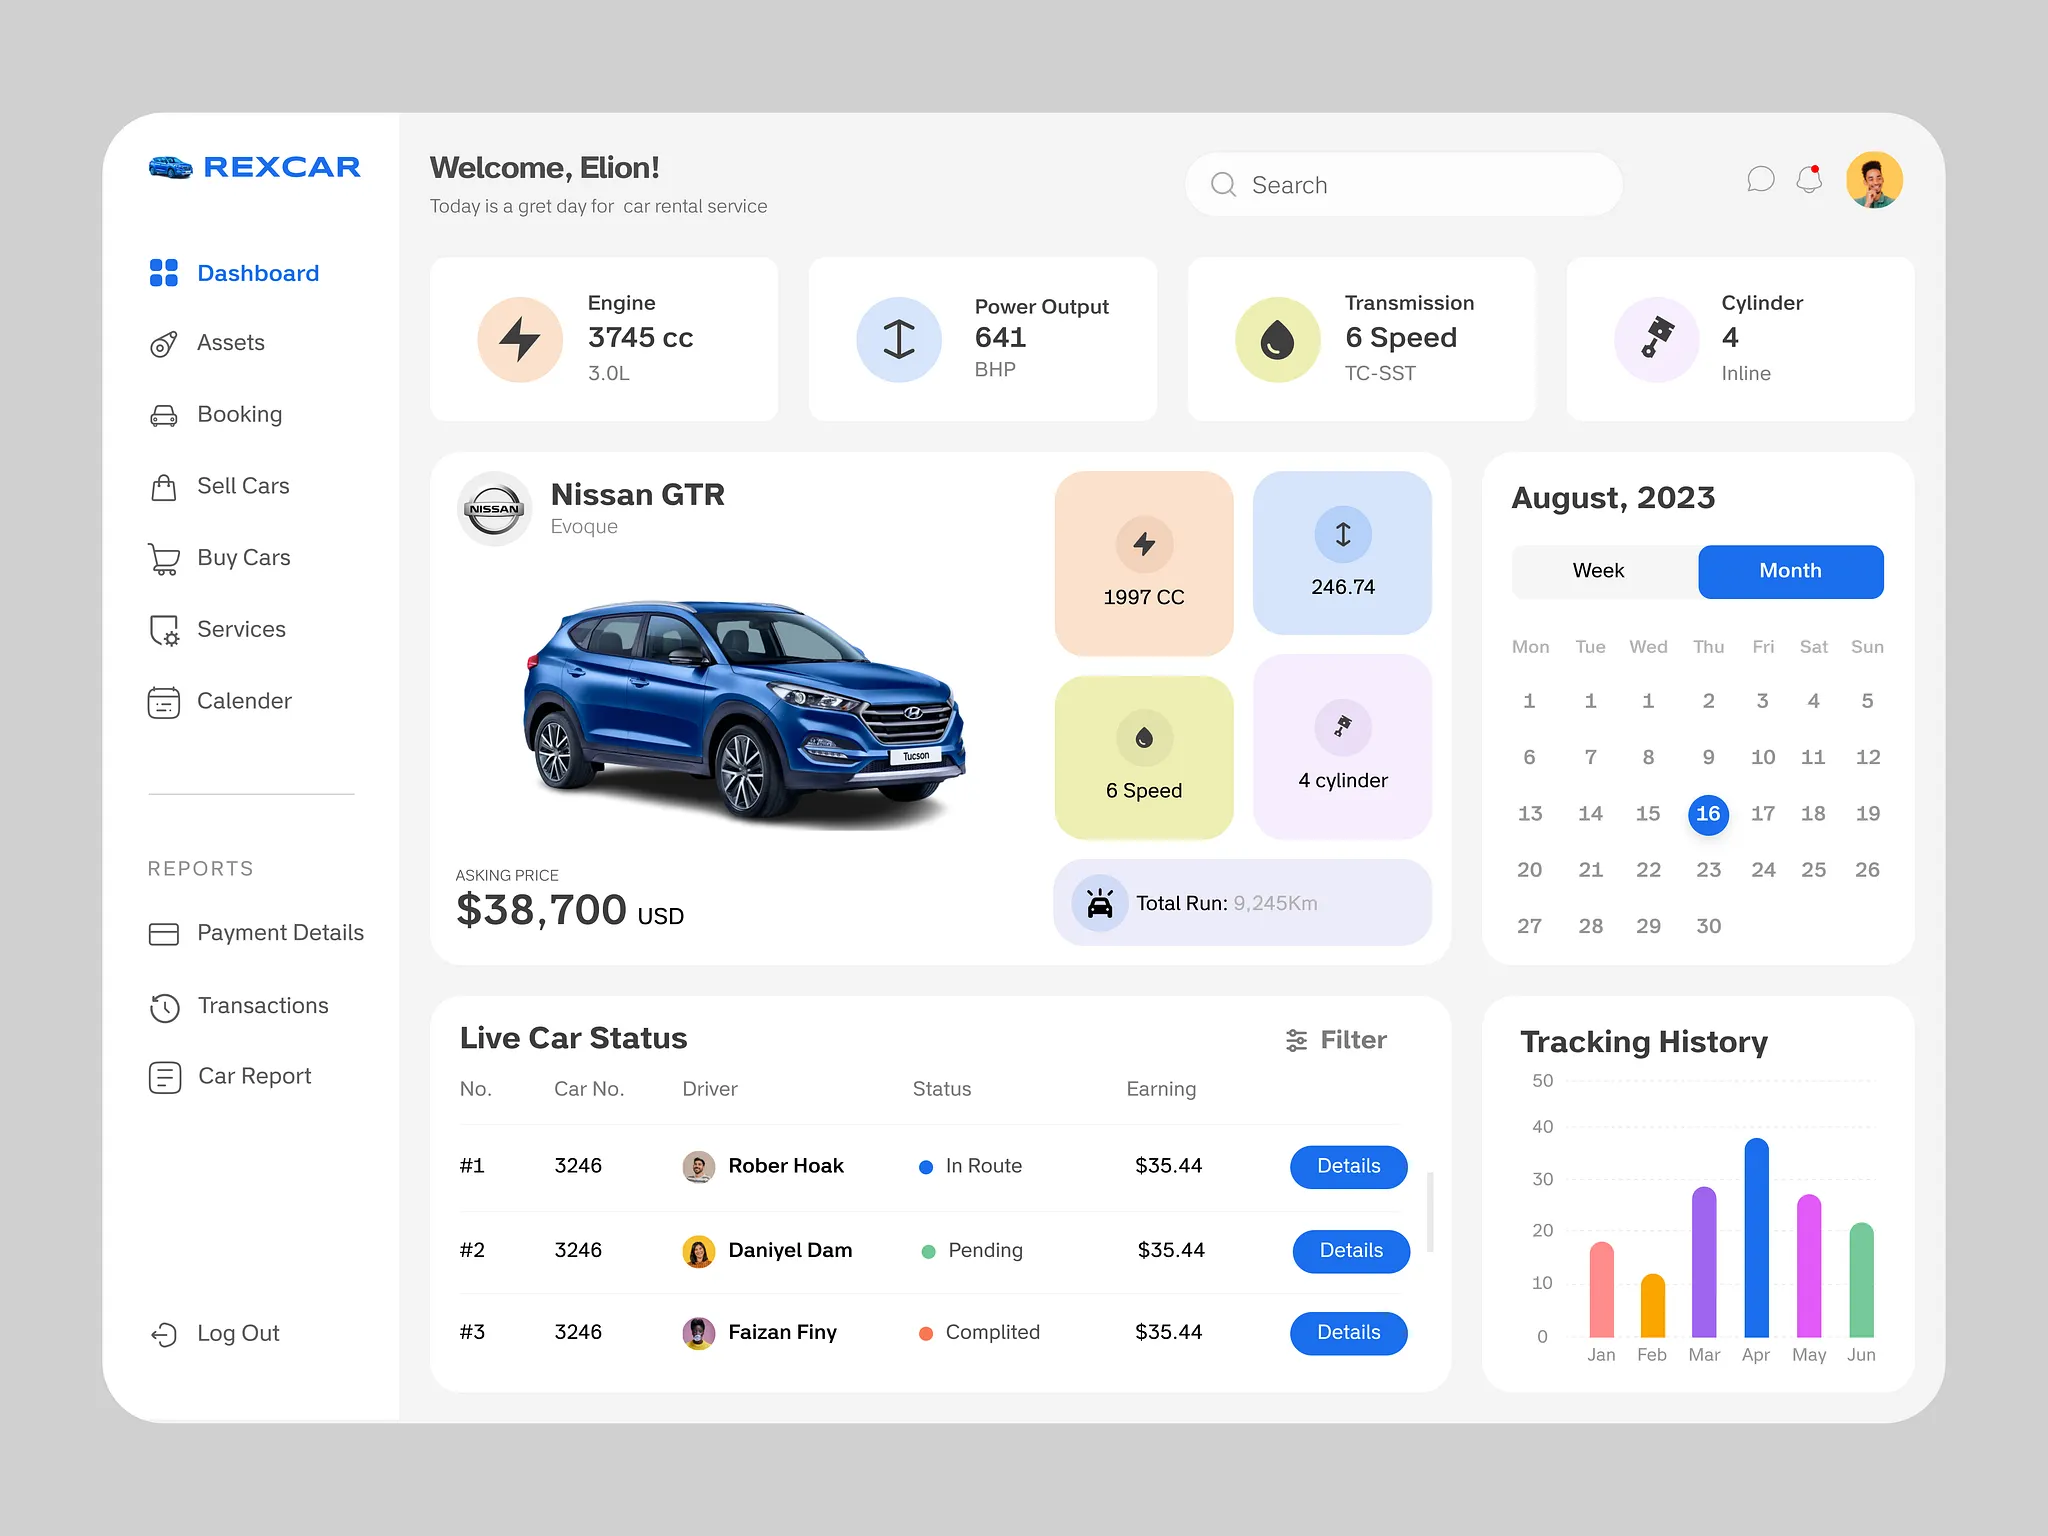 REXCAR
Dashboard
Assets
Booking
Sell Cars
Buy Cars
Services
Calender
REPORTS
Payment Details
Transactions
Car Report
Log Out
Welcome, Elion!
Today is a gret day for  car rental service
Search
Engine
3745 cc
3.0L
Power Output
641
BHP
Transmission
6 Speed
TC-SST
Cylinder
4
Inline
NISSAN
Nissan GTR
Evoque
Tucson
ASKING PRICE
$38,700 USD
1997 CC
246.74
6 Speed
4 cylinder
Total Run: 9,245Km
August, 2023
Week Month
Mon Tue Wed Thu Fri Sat Sun
1 1 1 2 3 4 5
6 7 8 9 10 11 12
13 14 15 16 17 18 19
20 21 22 23 24 25 26
27 28 29 30
Live Car Status
Filter
No. Car No. Driver Status Earning
#1 3246 Rober Hoak In Route $35.44 Details
#2 3246 Daniyel Dam Pending $35.44 Details
#3 3246 Faizan Finy Complited $35.44 Details
Tracking History
50
40
30
20
10
0
Jan Feb Mar Apr May Jun